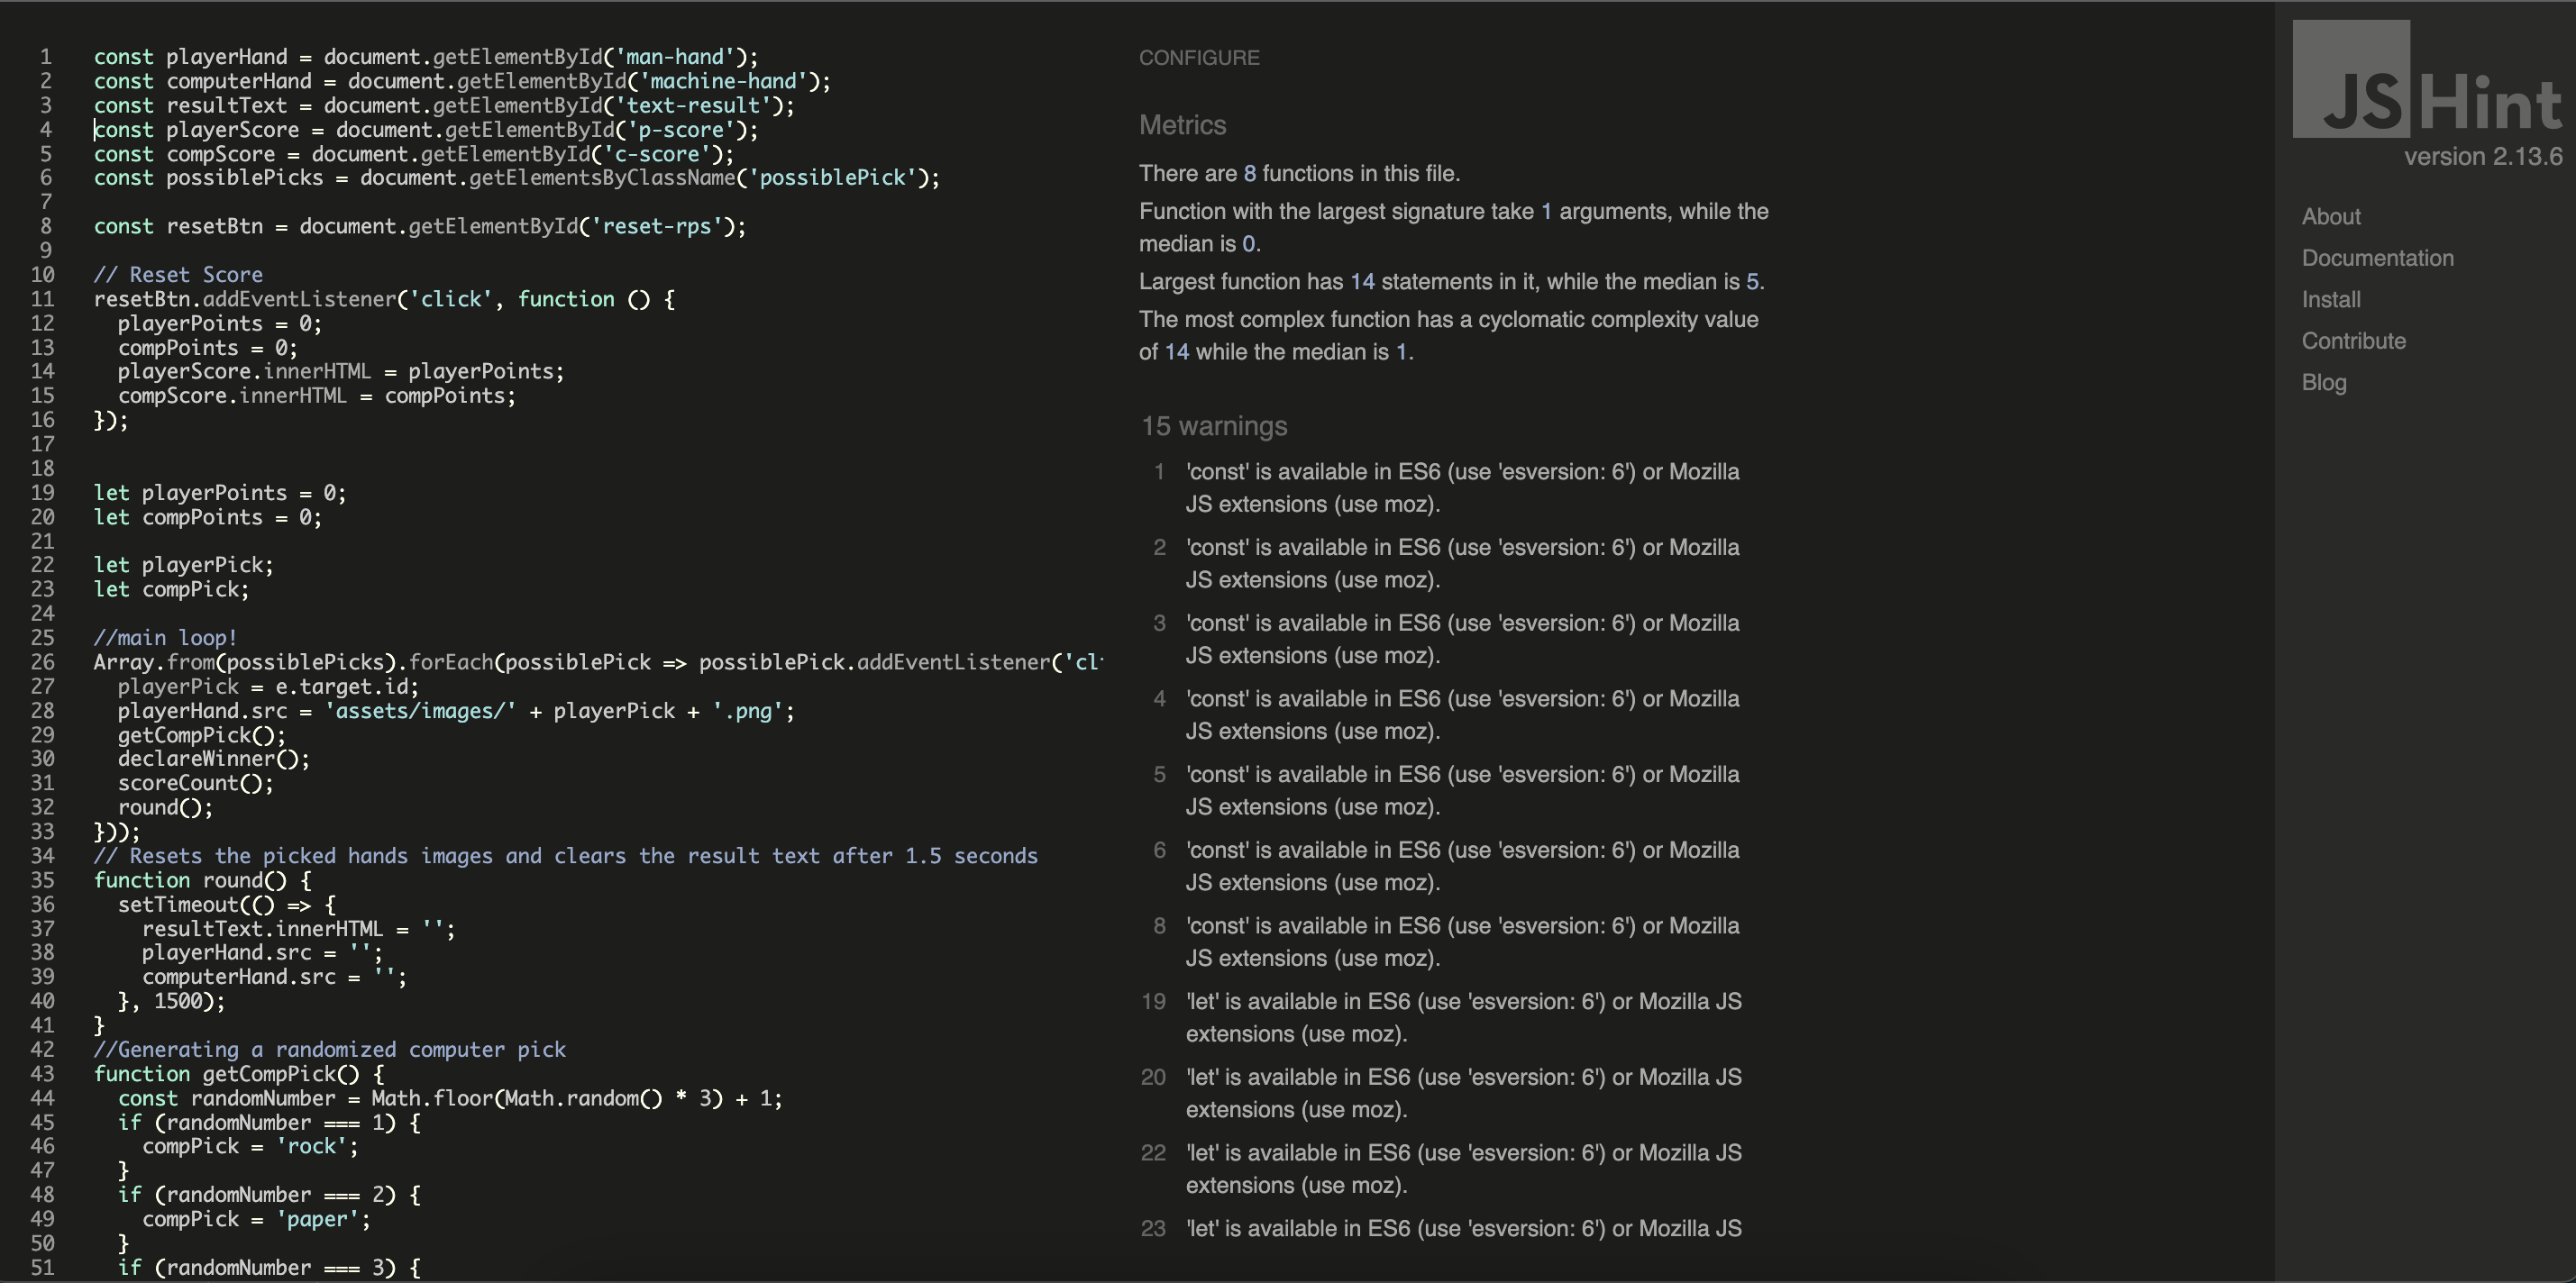 1 const playerHand = document.getElementById('man-hand');
2 const computerHand = document.getElementById('machine-hand');
3 const resultText = document.getElementById('text-result');
4 const playerScore = document.getElementById('p-score');
5 const compScore = document.getElementById('c-score');
6 const possiblePicks = document.getElementsByClassName('possiblePick');
7
8 const resetBtn = document.getElementById('reset-rps');
9
10 // Reset Score
11 resetBtn.addEventListener('click', function () {
12   playerPoints = 0;
13   compPoints = 0;
14   playerScore.innerHTML = playerPoints;
15   compScore.innerHTML = compPoints;
16 });
17
18
19 let playerPoints = 0;
20 let compPoints = 0;
21
22 let playerPick;
23 let compPick;
24
25 //main loop!
26 Array.from(possiblePicks).forEach(possiblePick => possiblePick.addEventListener('cl
27   playerPick = e.target.id;
28   playerHand.src = 'assets/images/' + playerPick + '.png';
29   getCompPick();
30   declareWinner();
31   scoreCount();
32   round();
33 }));
34 // Resets the picked hands images and clears the result text after 1.5 seconds
35 function round() {
36   setTimeout(() => {
37     resultText.innerHTML = '';
38     playerHand.src = '';
39     computerHand.src = '';
40   }, 1500);
41 }
42 //Generating a randomized computer pick
43 function getCompPick() {
44   const randomNumber = Math.floor(Math.random() * 3) + 1;
45   if (randomNumber === 1) {
46     compPick = 'rock';
47   }
48   if (randomNumber === 2) {
49     compPick = 'paper';
50   }
51   if (randomNumber === 3) {
CONFIGURE
Metrics
There are 8 functions in this file.
Function with the largest signature take 1 arguments, while the
median is 0.
Largest function has 14 statements in it, while the median is 5.
The most complex function has a cyclomatic complexity value
of 14 while the median is 1.
15 warnings
1 'const' is available in ES6 (use 'esversion: 6') or Mozilla
JS extensions (use moz).
2 'const' is available in ES6 (use 'esversion: 6') or Mozilla
JS extensions (use moz).
3 'const' is available in ES6 (use 'esversion: 6') or Mozilla
JS extensions (use moz).
4 'const' is available in ES6 (use 'esversion: 6') or Mozilla
JS extensions (use moz).
5 'const' is available in ES6 (use 'esversion: 6') or Mozilla
JS extensions (use moz).
6 'const' is available in ES6 (use 'esversion: 6') or Mozilla
JS extensions (use moz).
8 'const' is available in ES6 (use 'esversion: 6') or Mozilla
JS extensions (use moz).
19 'let' is available in ES6 (use 'esversion: 6') or Mozilla JS
extensions (use moz).
20 'let' is available in ES6 (use 'esversion: 6') or Mozilla JS
extensions (use moz).
22 'let' is available in ES6 (use 'esversion: 6') or Mozilla JS
extensions (use moz).
23 'let' is available in ES6 (use 'esversion: 6') or Mozilla JS
JSHint
version 2.13.6
About
Documentation
Install
Contribute
Blog